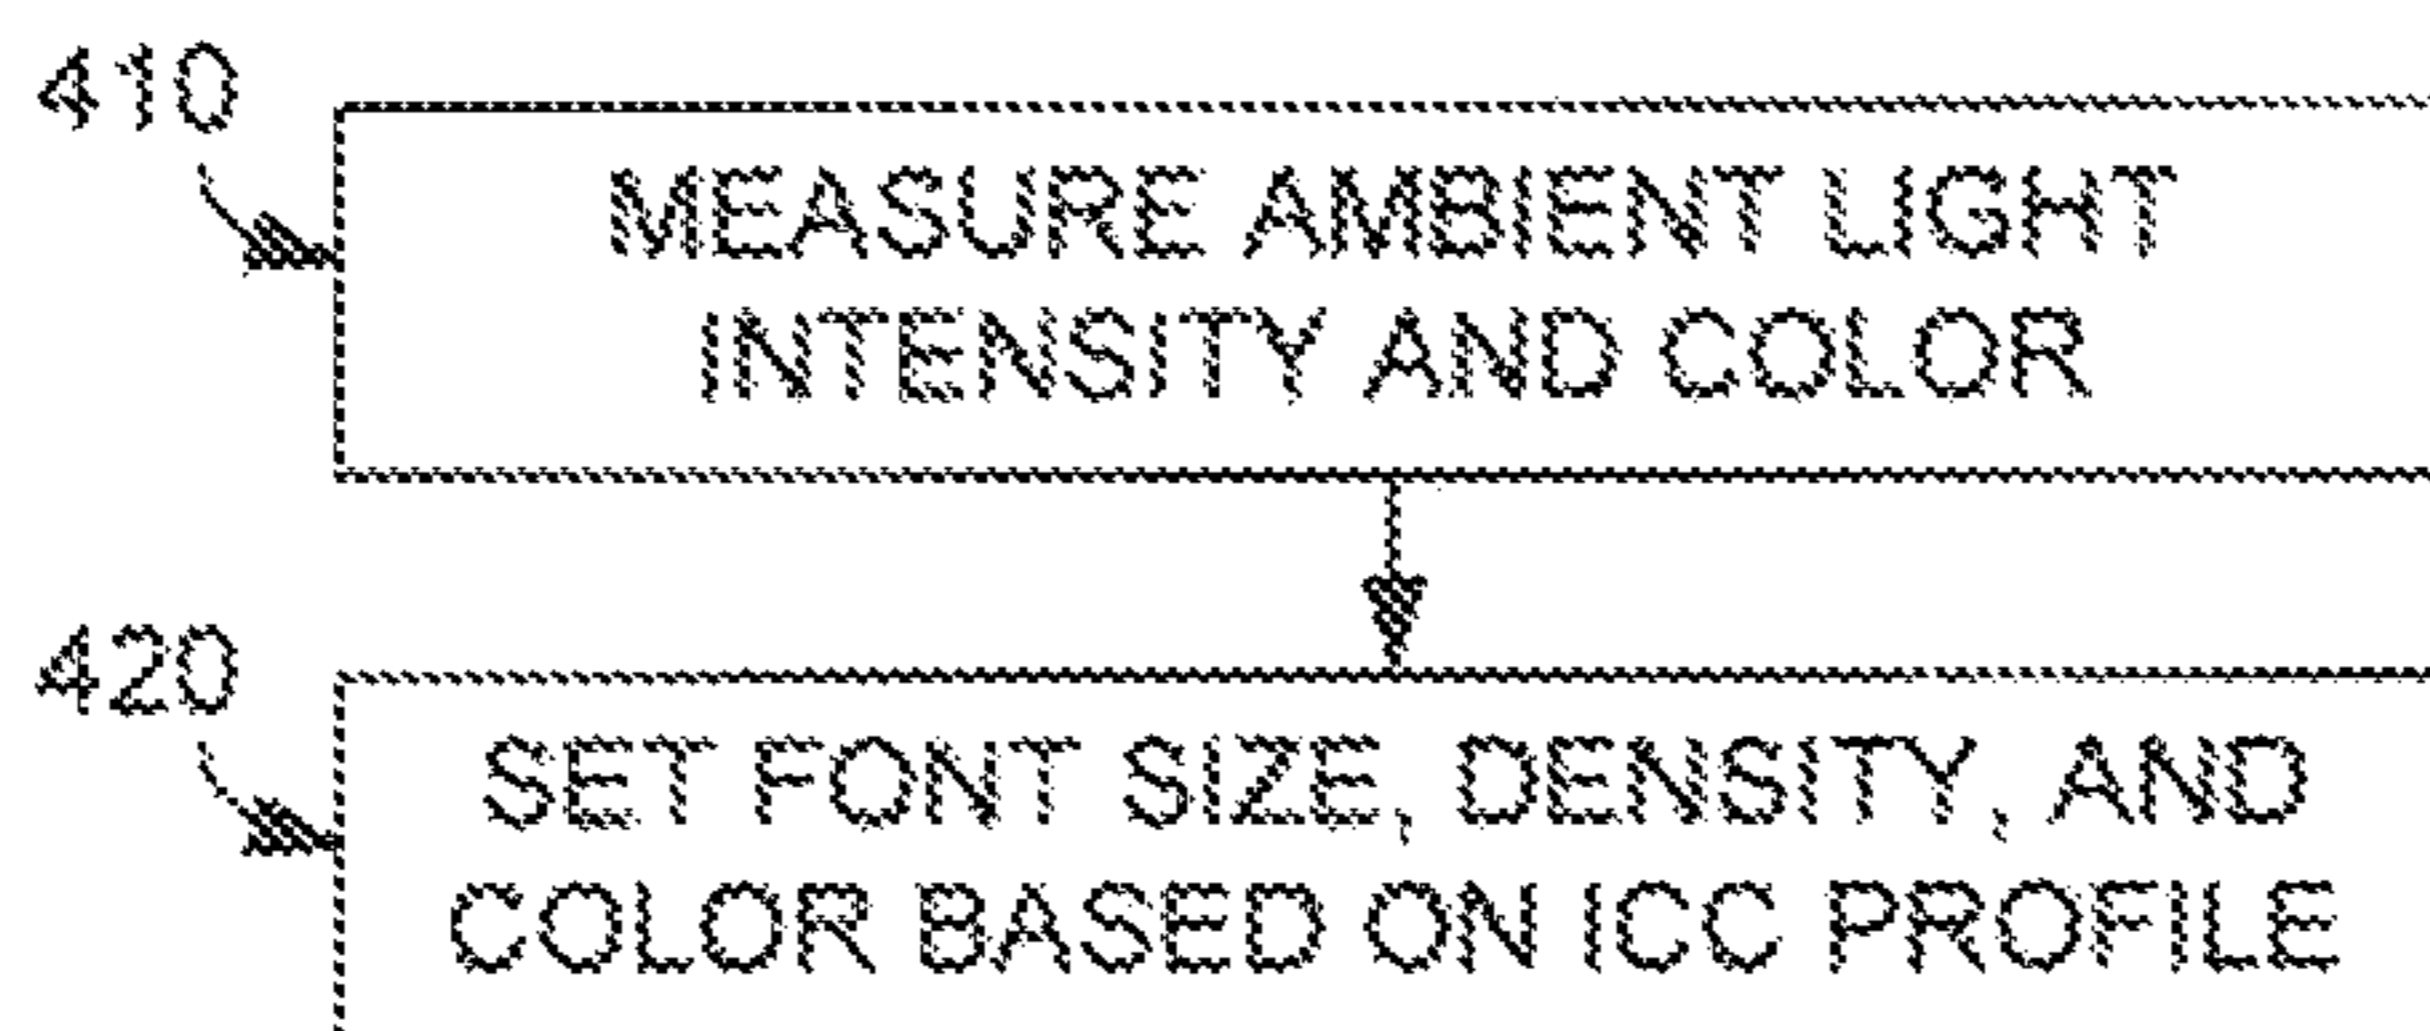 410
MEASURE AMBIENT LIGHT
INTENSITY AND COLOR
420
SET FONT SIZE, DENSITY, AND
COLOR BASED ON ICC PROFILE